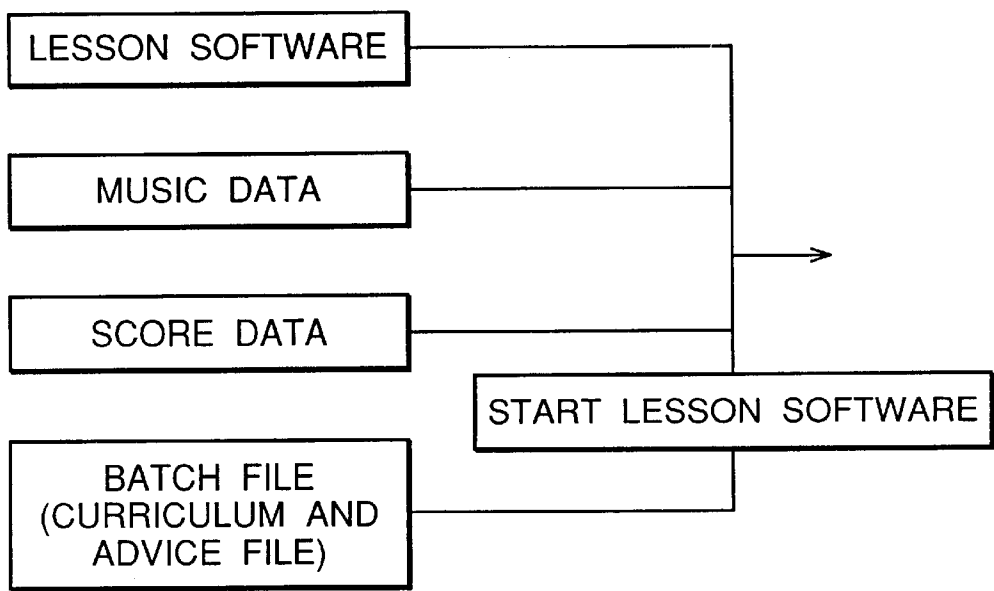 LESSON SOFTWARE
MUSIC DATA
SCORE DATA
START LESSON SOFTWARE
BATCH FILE
(CURRICULUM AND
ADVICE FILE)